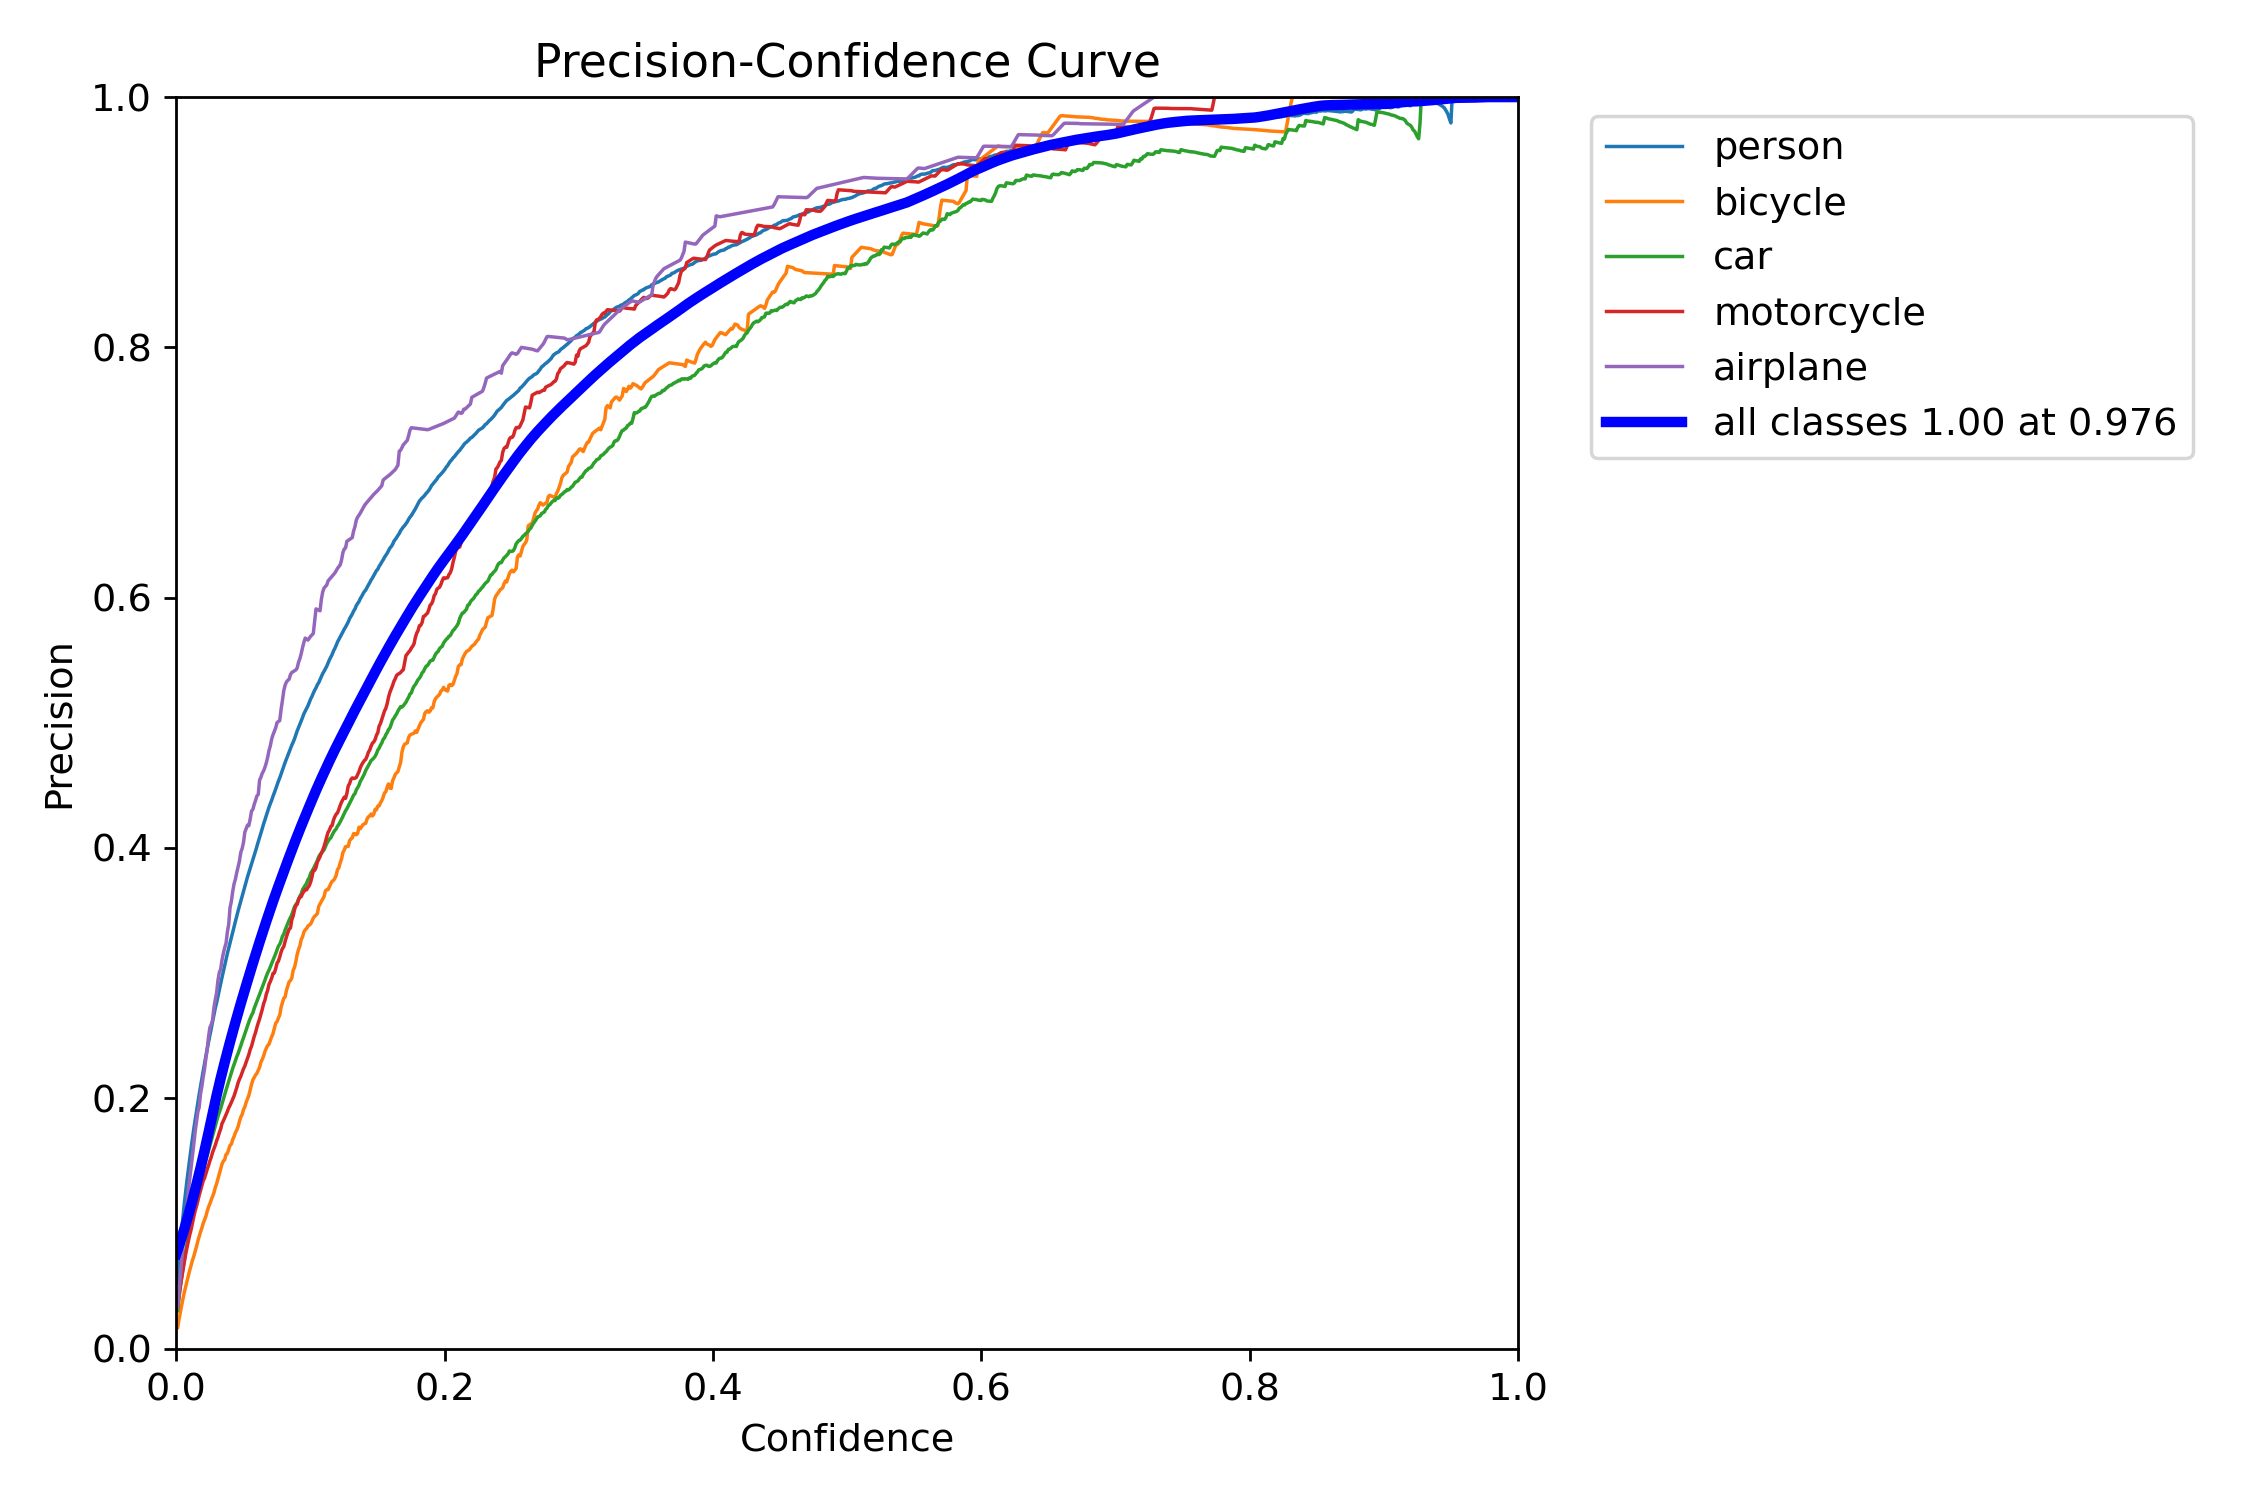 Precision-Confidence Curve
1.0
0.8
0.6
0.4
0.2
0.0
Precision
0.0 0.2 0.4 0.6 0.8 1.0
Confidence
person
bicycle
car
motorcycle
airplane
all classes 1.00 at 0.976